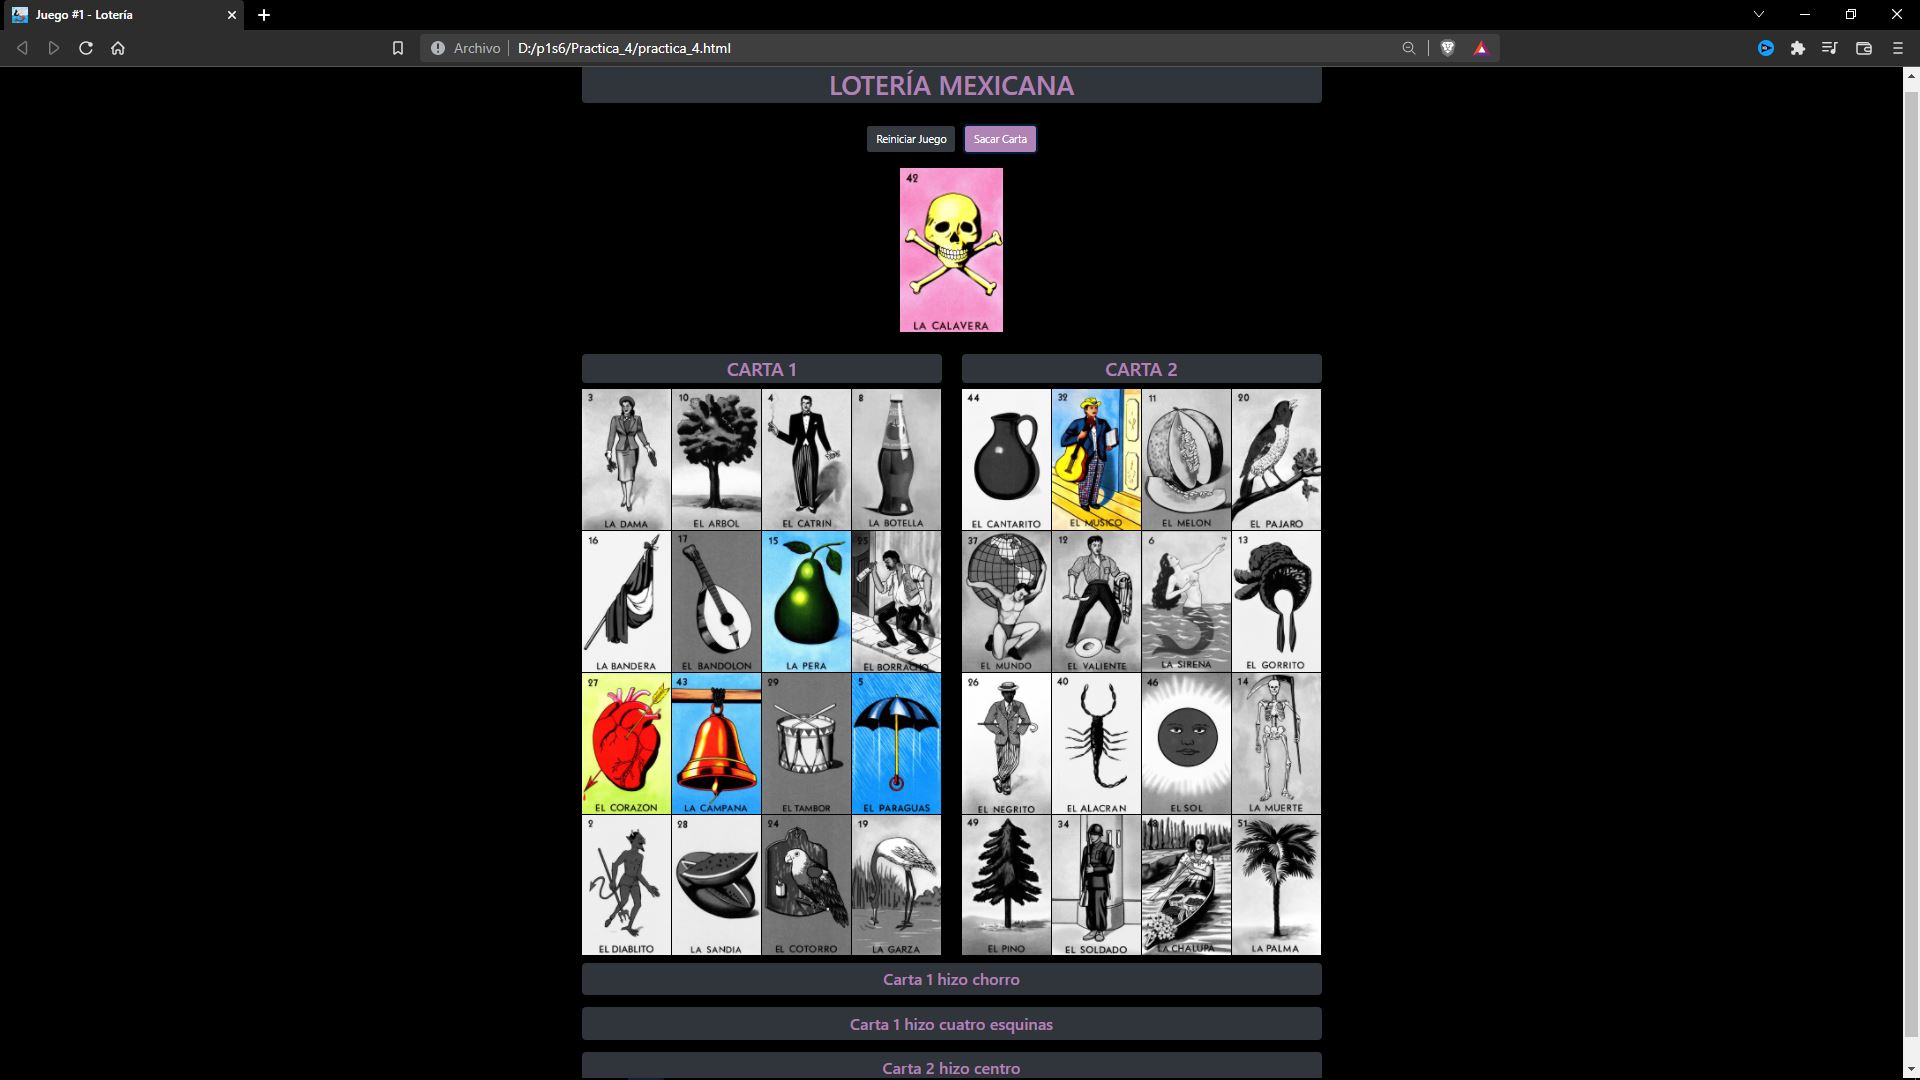 Juego #1 - Lotería
Archivo D:/p1s6/Practica_4/practica_4.html
LOTERÍA MEXICANA
Reiniciar Juego Sacar Carta
42
LA CALAVERA
CARTA 1 CARTA 2
3 10 4 8 44 32 11 20
LA DAMA EL ARBOL EL CATRIN LA BOTELLA EL CANTARITO EL MUSICO EL MELON EL PAJARO
16 17 15 25 37 12 6 13
LA BANDERA EL BANDOLON LA PERA EL BORRACHO EL MUNDO EL VALIENTE LA SIRENA EL GORRITO
27 43 29 5 26 40 46 14
EL CORAZON LA CAMPANA EL TAMBOR EL PARAGUAS EL NEGRITO EL ALACRAN EL SOL LA MUERTE
2 28 24 19 49 34 48 51
EL DIABLITO LA SANDIA EL COTORRO LA GARZA EL PINO EL SOLDADO LA CHALUPA LA PALMA
Carta 1 hizo chorro
Carta 1 hizo cuatro esquinas
Carta 2 hizo centro